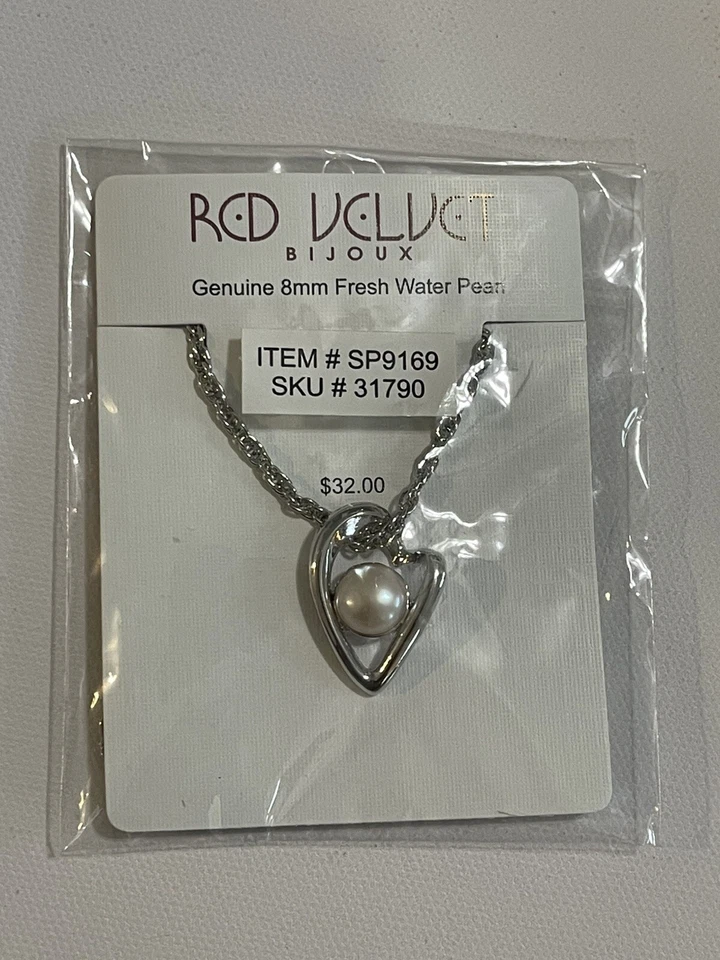 RED VELVET
BIJOUX
Genuine 8mm Fresh Water Pearl
ITEM # SP9169
SKU # 31790
$32.00